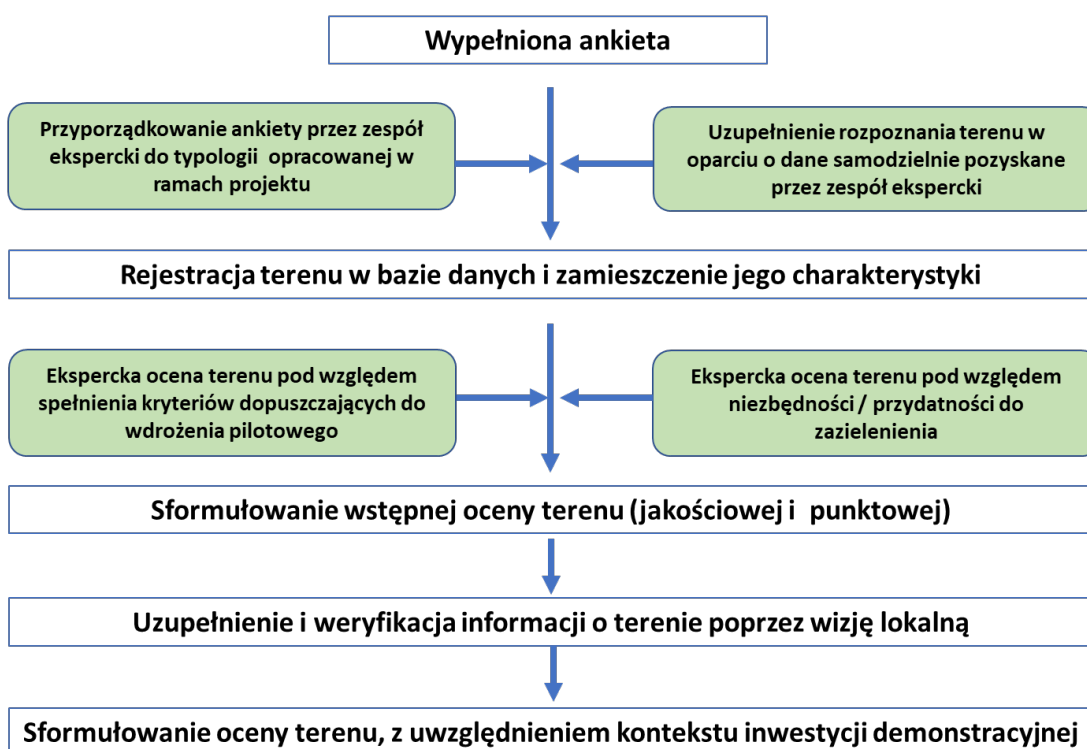 Wypełniona ankieta
Przyporządkowanie ankiety przez zespół
ekspercki do typologii opracowanej w
ramach projektu
Uzupełnienie rozpoznania terenu w
oparciu o dane samodzielnie pozyskane
przez zespół ekspercki
Rejestracja terenu w bazie danych i zamieszczenie jego charakterystyki
Ekspercka ocena terenu pod względem
spełnienia kryteriów dopuszczających do
wdrożenia pilotowego
Ekspercka ocena terenu pod względem
niezbędności / przydatności do
zazielenienia
Sformułowanie wstępnej oceny terenu (jakościowej i punktowej)
Uzupełnienie i weryfikacja informacji o terenie poprzez wizję lokalną
Sformułowanie oceny terenu, z uwzględnieniem kontekstu inwestycji demonstracyjnej